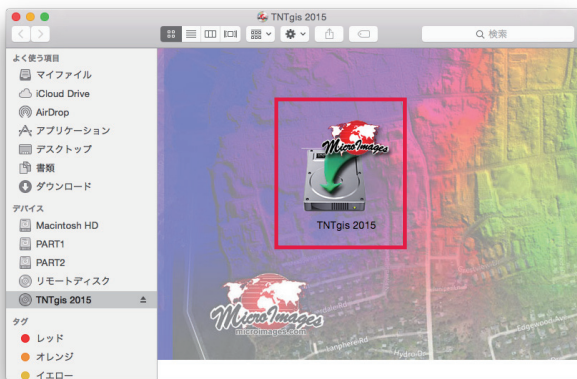 TNTgis 2015
検索
よく使う項目
マイファイル
iCloud Drive
AirDrop
アプリケーション
デスクトップ
書類
ダウンロード
デバイス
Macintosh HD
PART1
PART2
リモートディスク
TNTgis 2015
タグ
レッド
オレンジ
イエロー
MicroImages
TNTgis 2015
MicroImages
microimages.com
Lanphere Rd